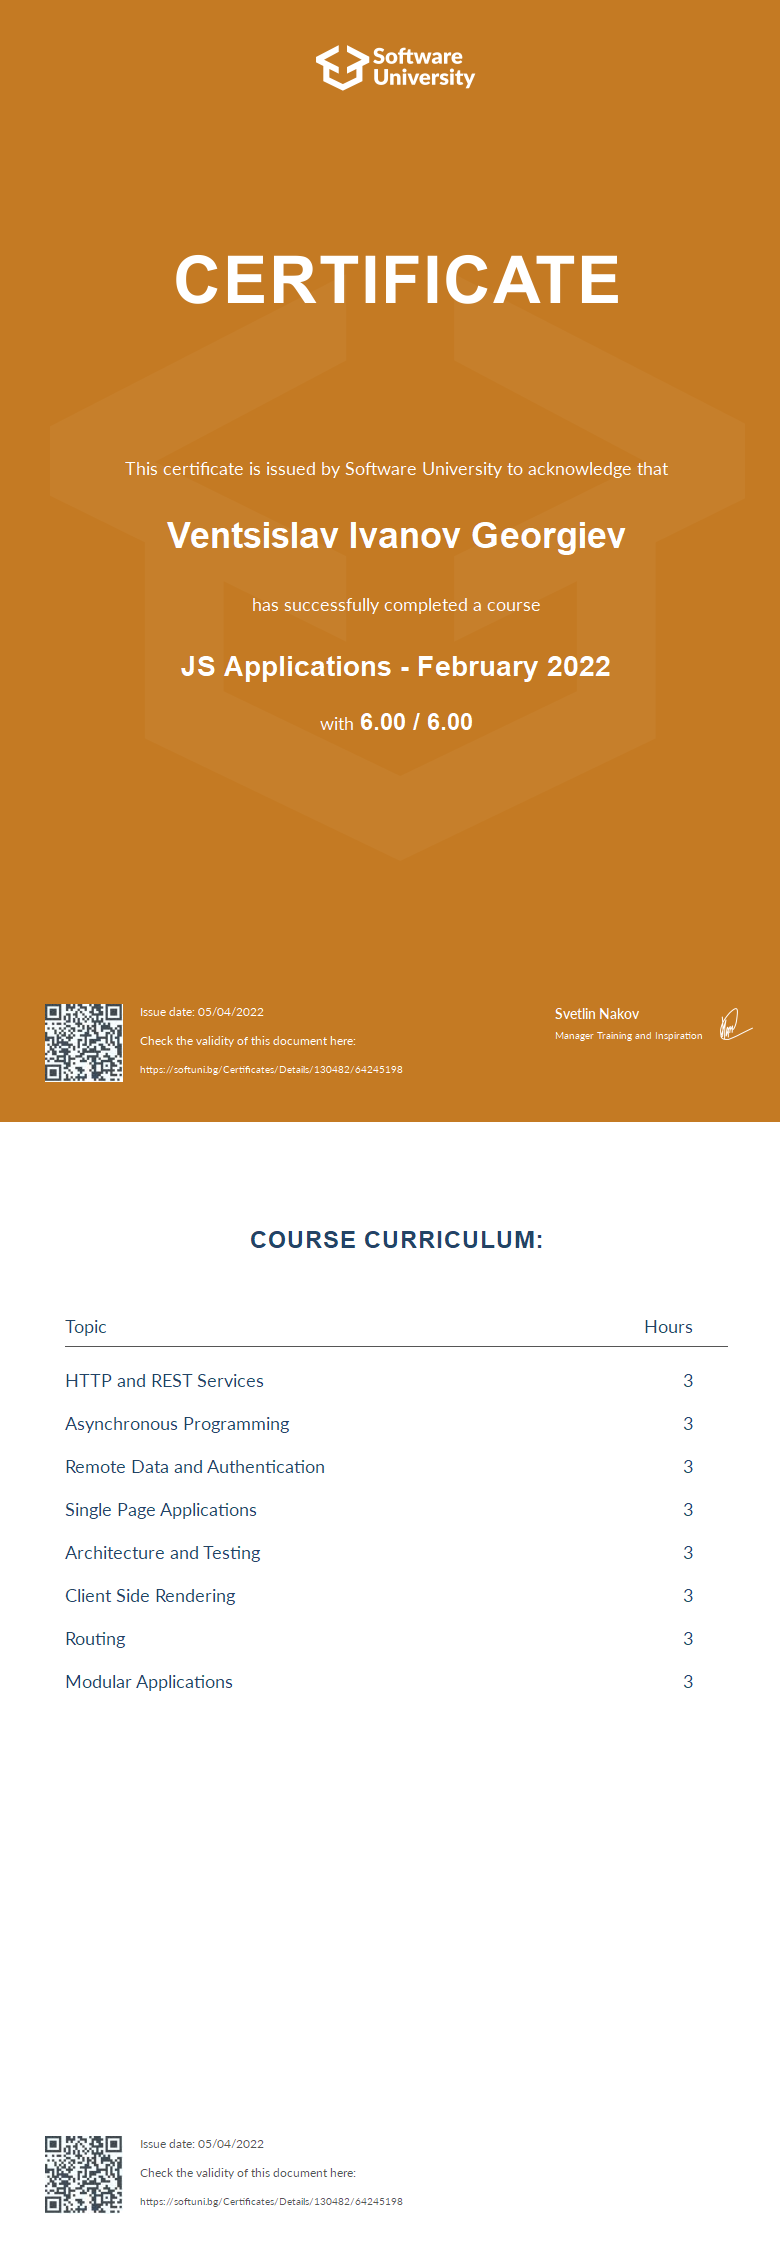 Software
University
CERTIFICATE
This certificate is issued by Software University to acknowledge that
Ventsislav Ivanov Georgiev
has successfully completed a course
JS Applications - February 2022
with 6.00 / 6.00
Issue date: 05/04/2022
Check the validity of this document here:
https://softuni.bg/Certificates/Details/130482/64245198
Svetlin Nakov
Manager Training and Inspiration
COURSE CURRICULUM:
Topic Hours
HTTP and REST Services 3
Asynchronous Programming 3
Remote Data and Authentication 3
Single Page Applications 3
Architecture and Testing 3
Client Side Rendering 3
Routing 3
Modular Applications 3
Issue date: 05/04/2022
Check the validity of this document here:
https://softuni.bg/Certificates/Details/130482/64245198